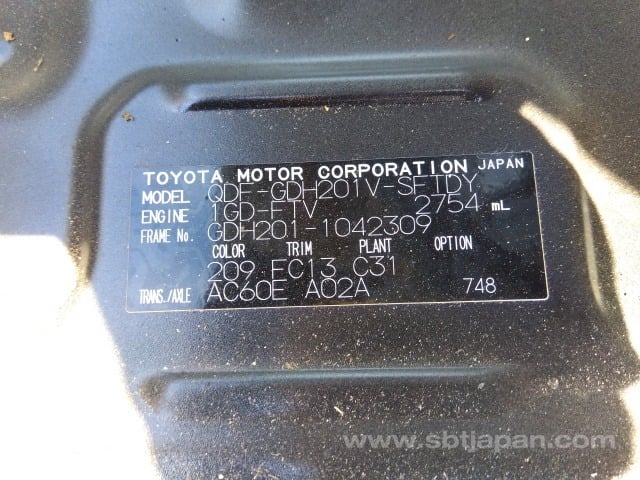 TOYOTA MOTOR CORPORATION JAPAN
MODEL QDF-GDH201V-SFTDY
ENGINE 1GD-FTV 2754 mL
FRAME No. GDH201-1042309
COLOR TRIM PLANT OPTION
209 FC13 C31
TRANS./AXLE AC60E A02A 748
www.sbtjapan.com